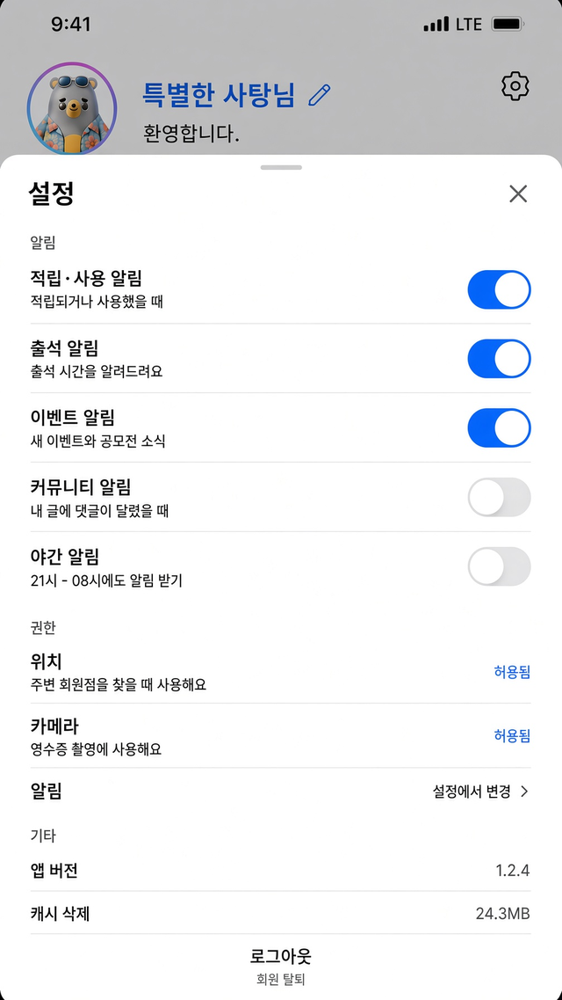 9:41
LTE
특별한 사탕님
환영합니다.
설정
알림
적립·사용 알림
적립되거나 사용했을 때
출석 알림
출석 시간을 알려드려요
이벤트 알림
새 이벤트와 공모전 소식
커뮤니티 알림
내 글에 댓글이 달렸을 때
야간 알림
21시 - 08시에도 알림 받기
권한
위치
허용됨
주변 회원점을 찾을 때 사용해요
카메라
허용됨
영수증 촬영에 사용해요
알림
설정에서 변경
기타
앱 버전
1.2.4
캐시 삭제
24.3MB
로그아웃
회원 탈퇴